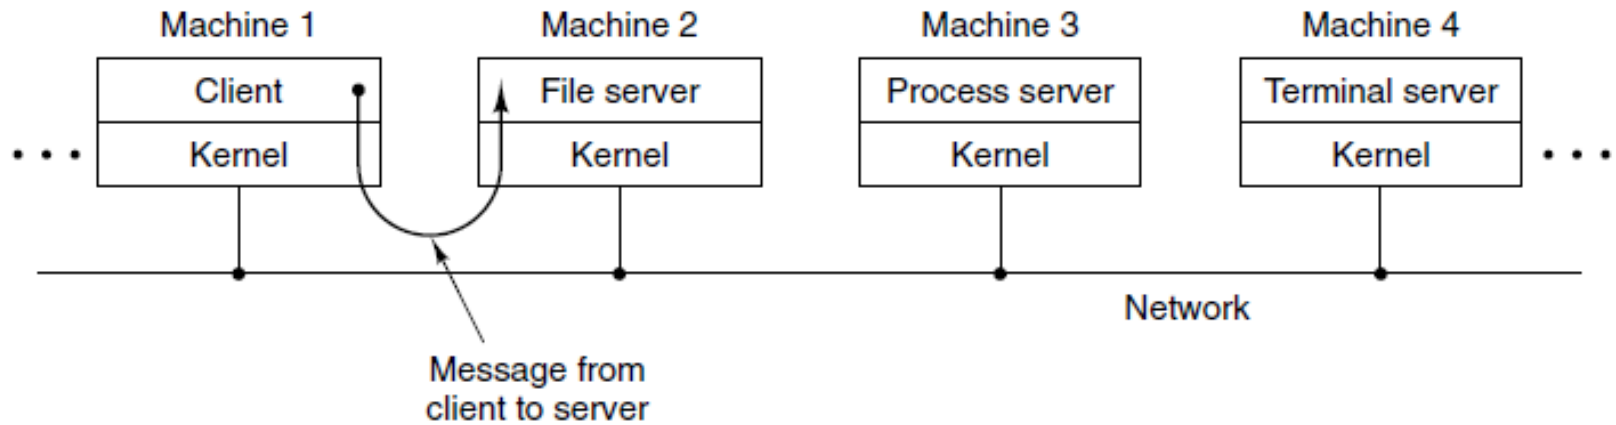 Machine 1 Machine 2 Machine 3 Machine 4
Client File server Process server Terminal server
Kernel Kernel Kernel Kernel
Network
Message from
client to server